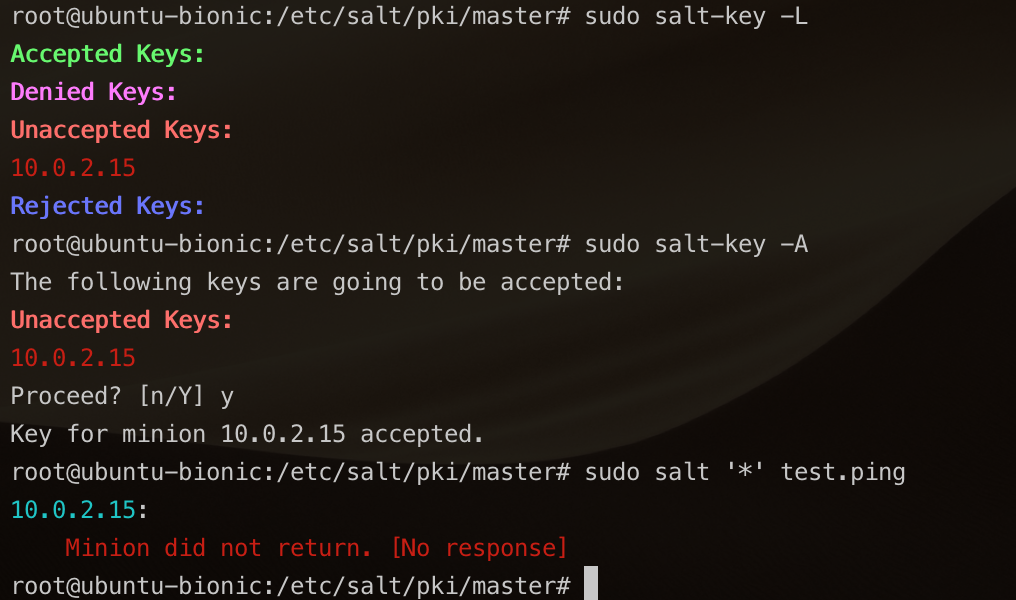 root@ubuntu-bionic:/etc/salt/pki/master# sudo salt-key -L
Accepted Keys:
Denied Keys:
Unaccepted Keys:
10.0.2.15
Rejected Keys:
root@ubuntu-bionic:/etc/salt/pki/master# sudo salt-key -A
The following keys are going to be accepted:
Unaccepted Keys:
10.0.2.15
Proceed? [n/Y] y
Key for minion 10.0.2.15 accepted.
root@ubuntu-bionic:/etc/salt/pki/master# sudo salt '*' test.ping
10.0.2.15:
    Minion did not return. [No response]
root@ubuntu-bionic:/etc/salt/pki/master#